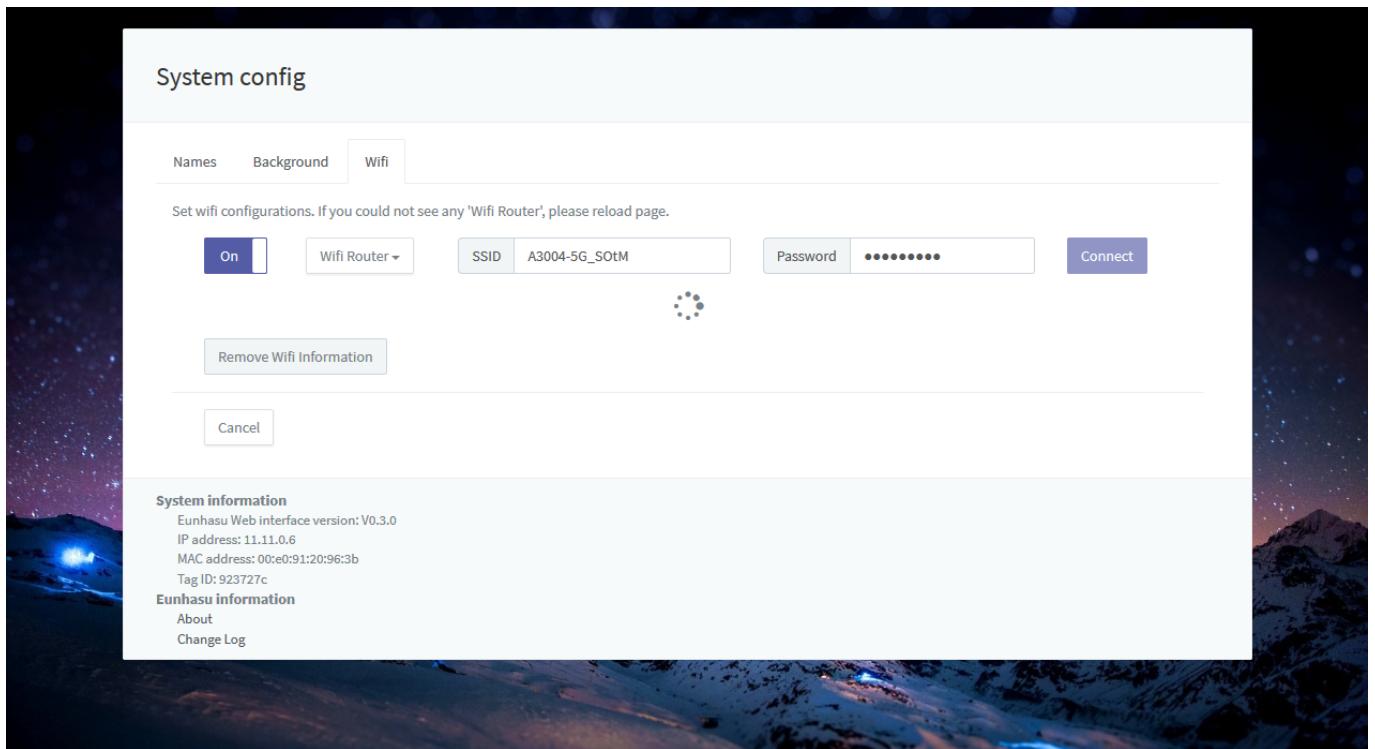 System config
Names Background Wifi
Set wifi configurations. If you could not see any 'Wifi Router', please reload page.
On Wifi Router SSID A3004-5G_SOtM Password ●●●●●●●●● Connect
Remove Wifi Information
Cancel
System information
Eunhasu Web interface version: V0.3.0
IP address: 11.11.0.6
MAC address: 00:e0:91:20:96:3b
Tag ID: 923727c
Eunhasu information
About
Change Log